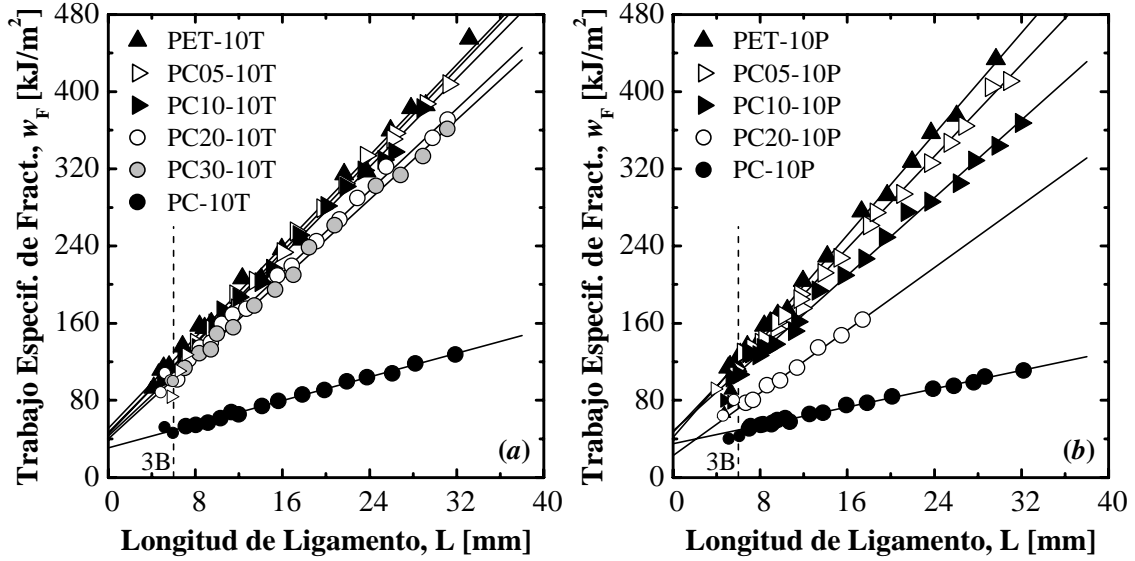 Trabajo Especif. de Fract., w_F [kJ/m²]
480
400
320
240
160
80
0
PET-10T
PC05-10T
PC10-10T
PC20-10T
PC30-10T
PC-10T
3B
(a)
0 8 16 24 32 40
Longitud de Ligamento, L [mm]
Trabajo Especif. de Fract., w_F [kJ/m²]
480
400
320
240
160
80
0
PET-10P
PC05-10P
PC10-10P
PC20-10P
PC-10P
3B
(b)
0 8 16 24 32 40
Longitud de Ligamento, L [mm]